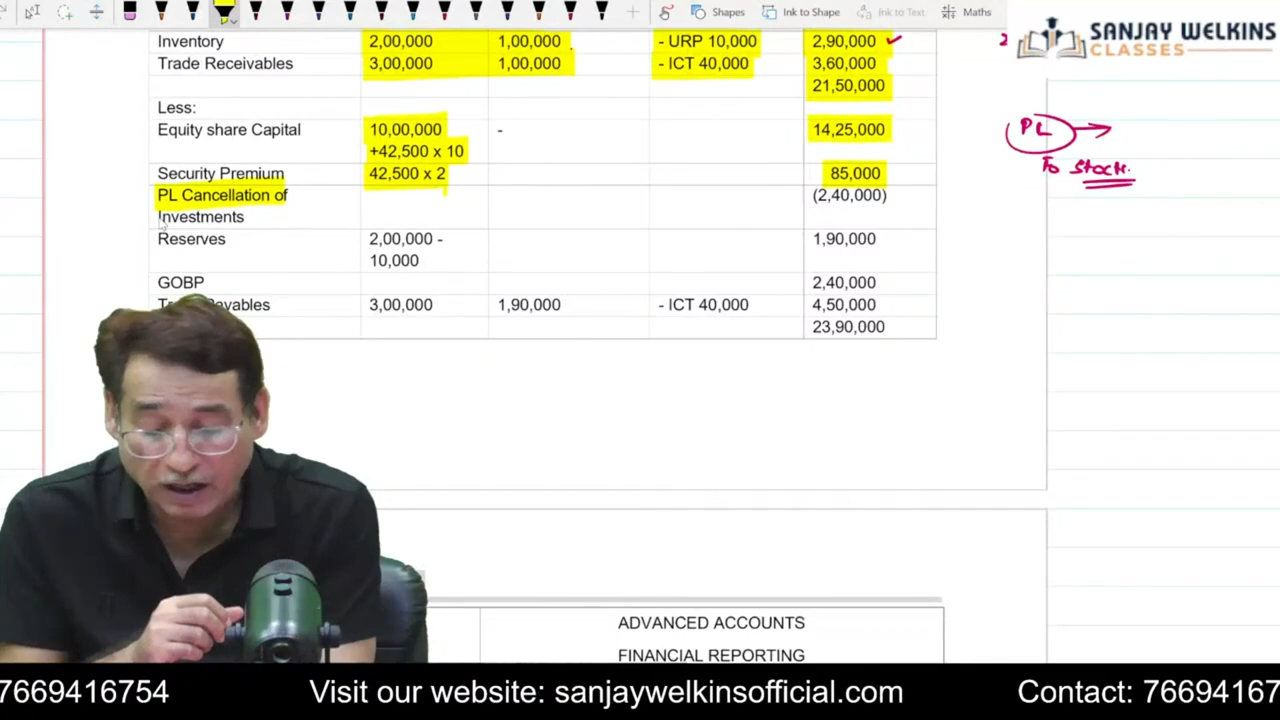 Shapes Ink to Shape Ink to Text Maths
SANJAY WELKINS
CLASSES
Inventory 2,00,000 1,00,000 - URP 10,000 2,90,000
Trade Receivables 3,00,000 1,00,000 - ICT 40,000 3,60,000
21,50,000
Less:
Equity share Capital 10,00,000 - 14,25,000
+42,500 x 10
Security Premium 42,500 x 2 85,000
PL Cancellation of (2,40,000)
Investments
Reserves 2,00,000 - 1,90,000
10,000
GOBP 2,40,000
Payables 3,00,000 1,90,000 - ICT 40,000 4,50,000
23,90,000
PL
To Stock.
ADVANCED ACCOUNTS
FINANCIAL REPORTING
7669416754 Visit our website: sanjaywelkinsofficial.com Contact: 76694167